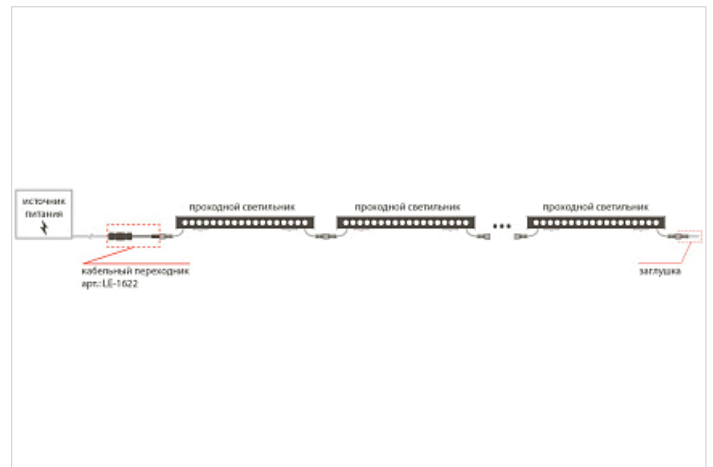 источник
питания
проходной светильник
проходной светильник
проходной светильник
кабельный переходник
арт.: LE-1622
заглушка